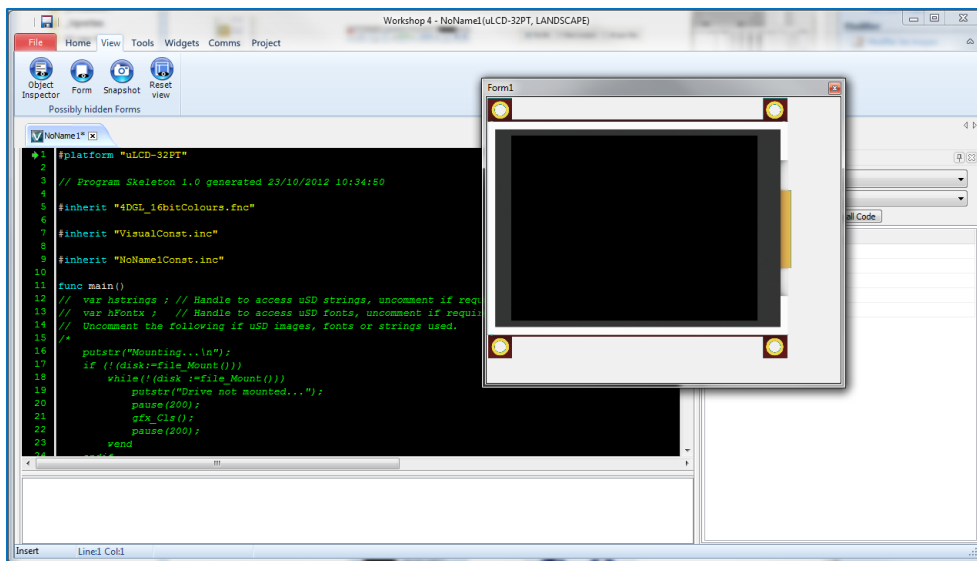 Workshop 4 - NoName1(uLCD-32PT, LANDSCAPE)
File Home View Tools Widgets Comms Project
Object Inspector
Form
Snapshot
Reset view
Possibly hidden Forms
NoName1*
Form1
all Code
1 #platform "uLCD-32PT"
2
3 // Program Skeleton 1.0 generated 23/10/2012 10:34:50
4
5 #inherit "4DGL_16bitColours.fnc"
6
7 #inherit "VisualConst.inc"
8
9 #inherit "NoName1Const.inc"
10
11 func main()
12 // var hstrings ; // Handle to access uSD strings, uncomment if requ
13 // var hFontx ; // Handle to access uSD fonts, uncomment if requir
14 // Uncomment the following if uSD images, fonts or strings used.
15 /*
16 putstr("Mounting...\n");
17 if (!(disk:=file_Mount()))
18 while(!(disk :=file_Mount()))
19 putstr("Drive not mounted...");
20 pause(200);
21 gfx_Cls();
22 pause(200);
23 wend
24 endif
Insert Line:1 Col:1